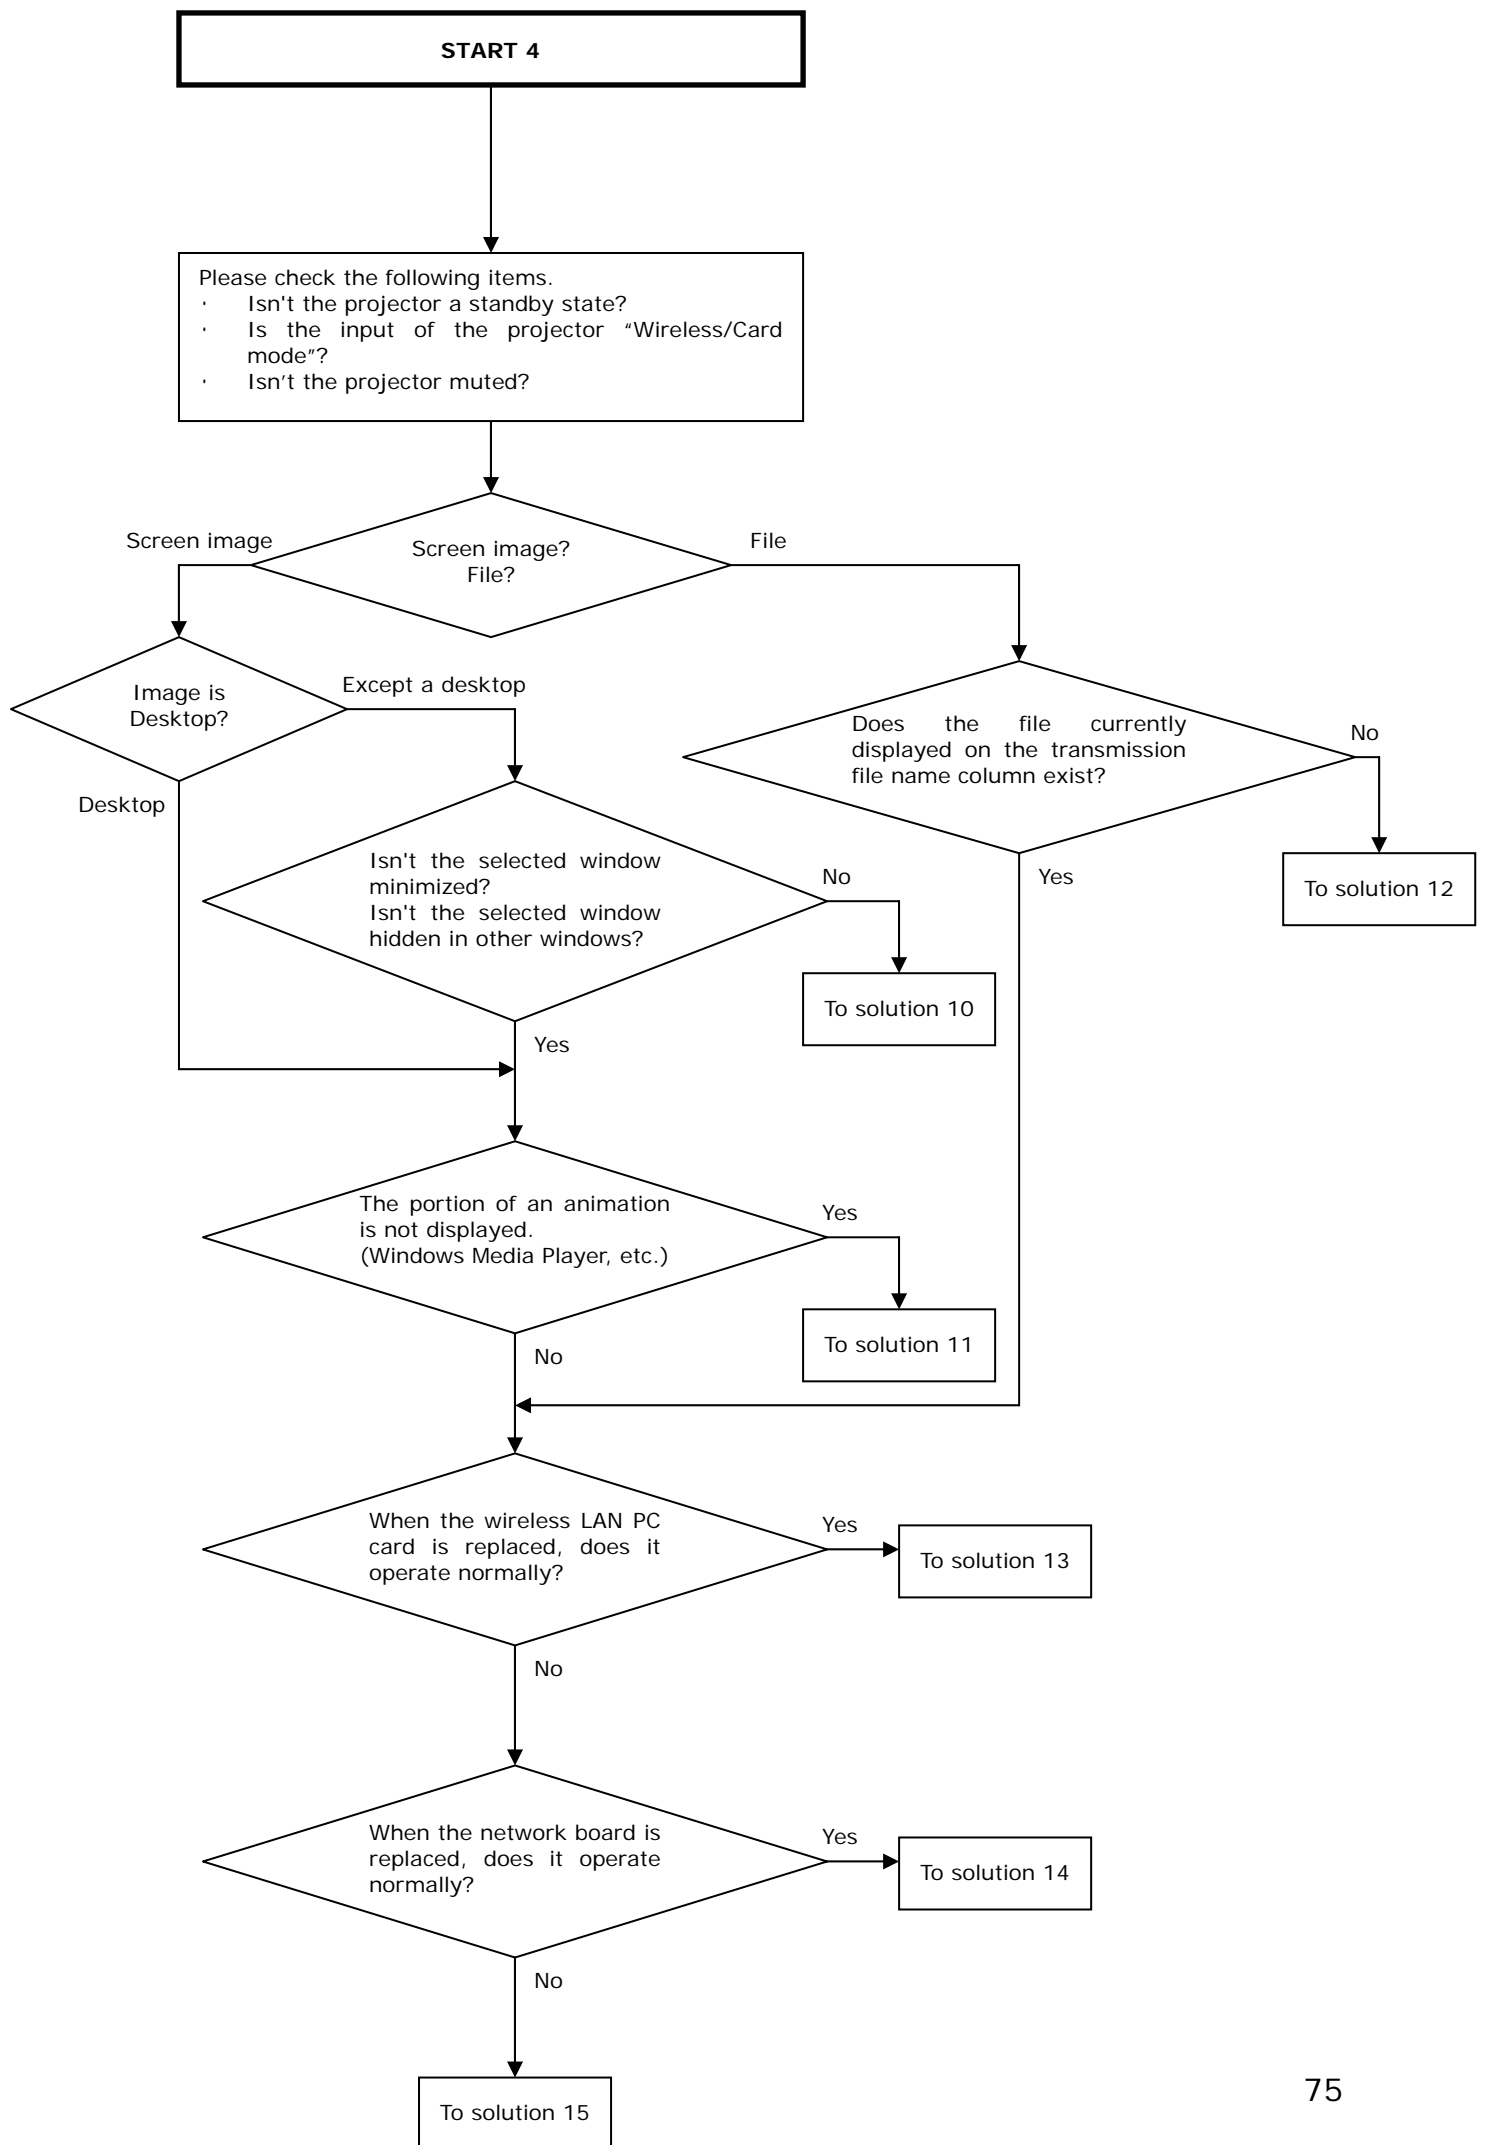 START 4
Please check the following items.
· Isn't the projector a standby state?
· Is the input of the projector “Wireless/Card
mode”?
· Isn’t the projector muted?
Screen image
Screen image?
File?
File
Image is
Desktop?
Except a desktop
Does the file currently
displayed on the transmission
file name column exist?
No
Desktop
Isn't the selected window
minimized?
Isn't the selected window
hidden in other windows?
No
Yes
To solution 12
To solution 10
Yes
The portion of an animation
is not displayed.
(Windows Media Player, etc.)
Yes
To solution 11
No
When the wireless LAN PC
card is replaced, does it
operate normally?
Yes
To solution 13
No
When the network board is
replaced, does it operate
normally?
Yes
To solution 14
No
To solution 15
75